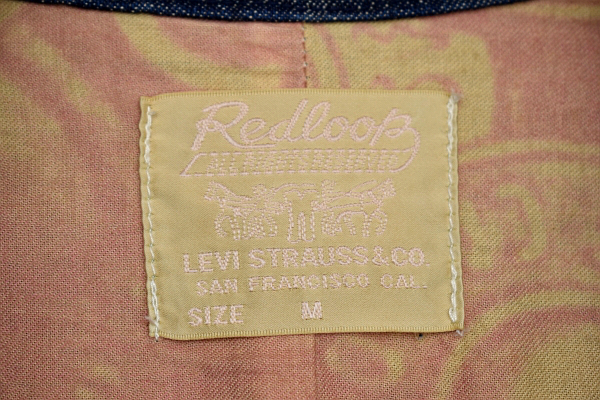 Redloop
LEVI STRAUSS & CO.
SAN FRANCISCO CAL.
SIZE M